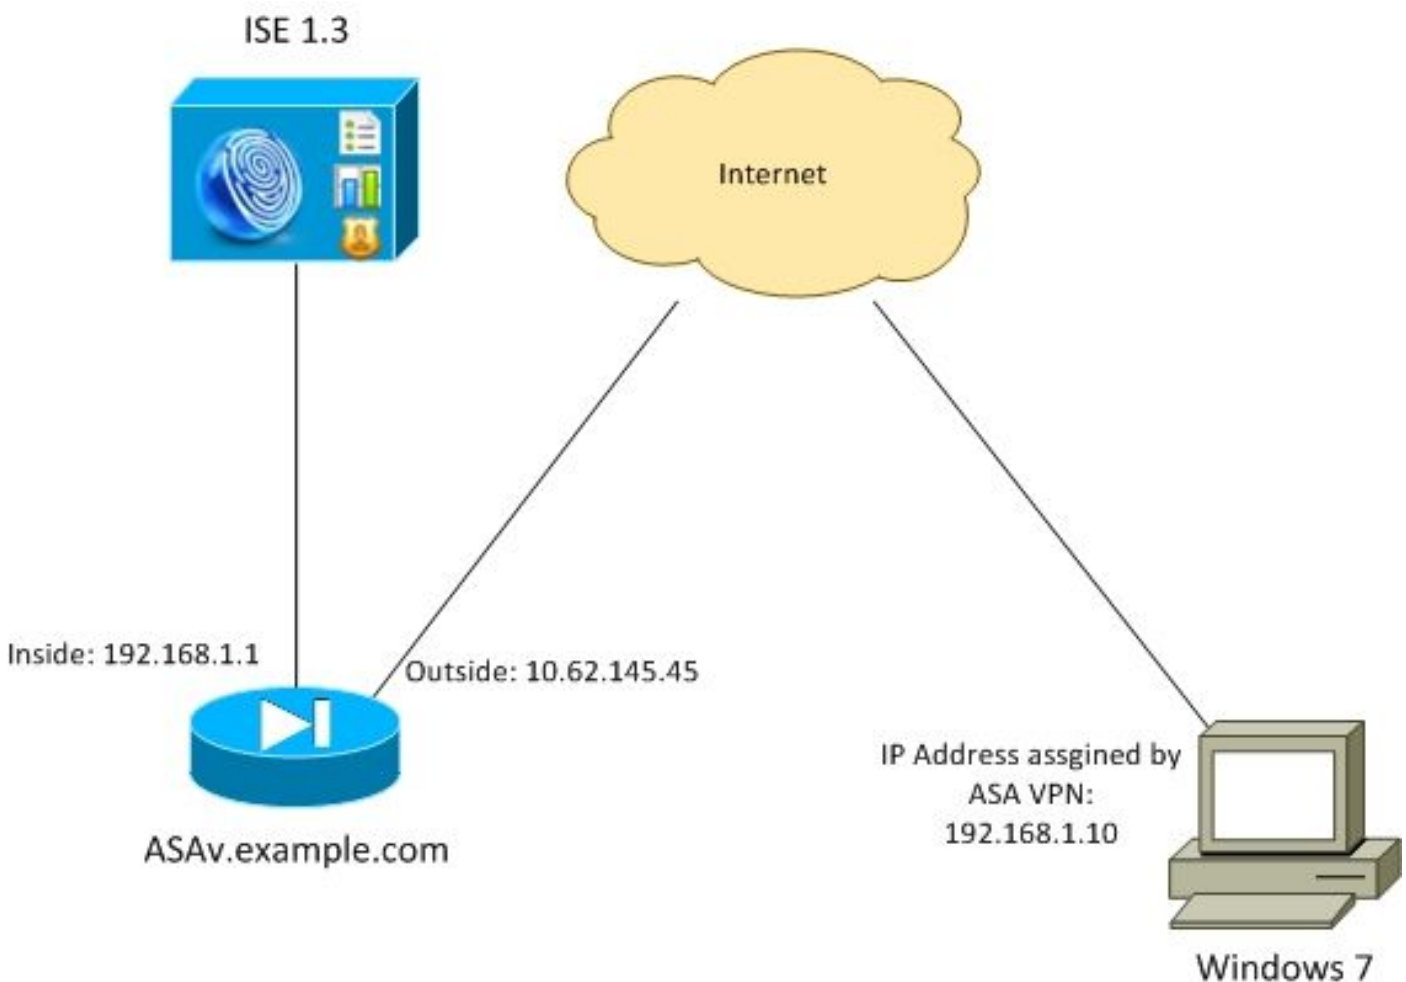 ISE 1.3
Internet
Inside: 192.168.1.1
Outside: 10.62.145.45
IP Address assgined by
ASA VPN:
192.168.1.10
ASAv.example.com
Windows 7